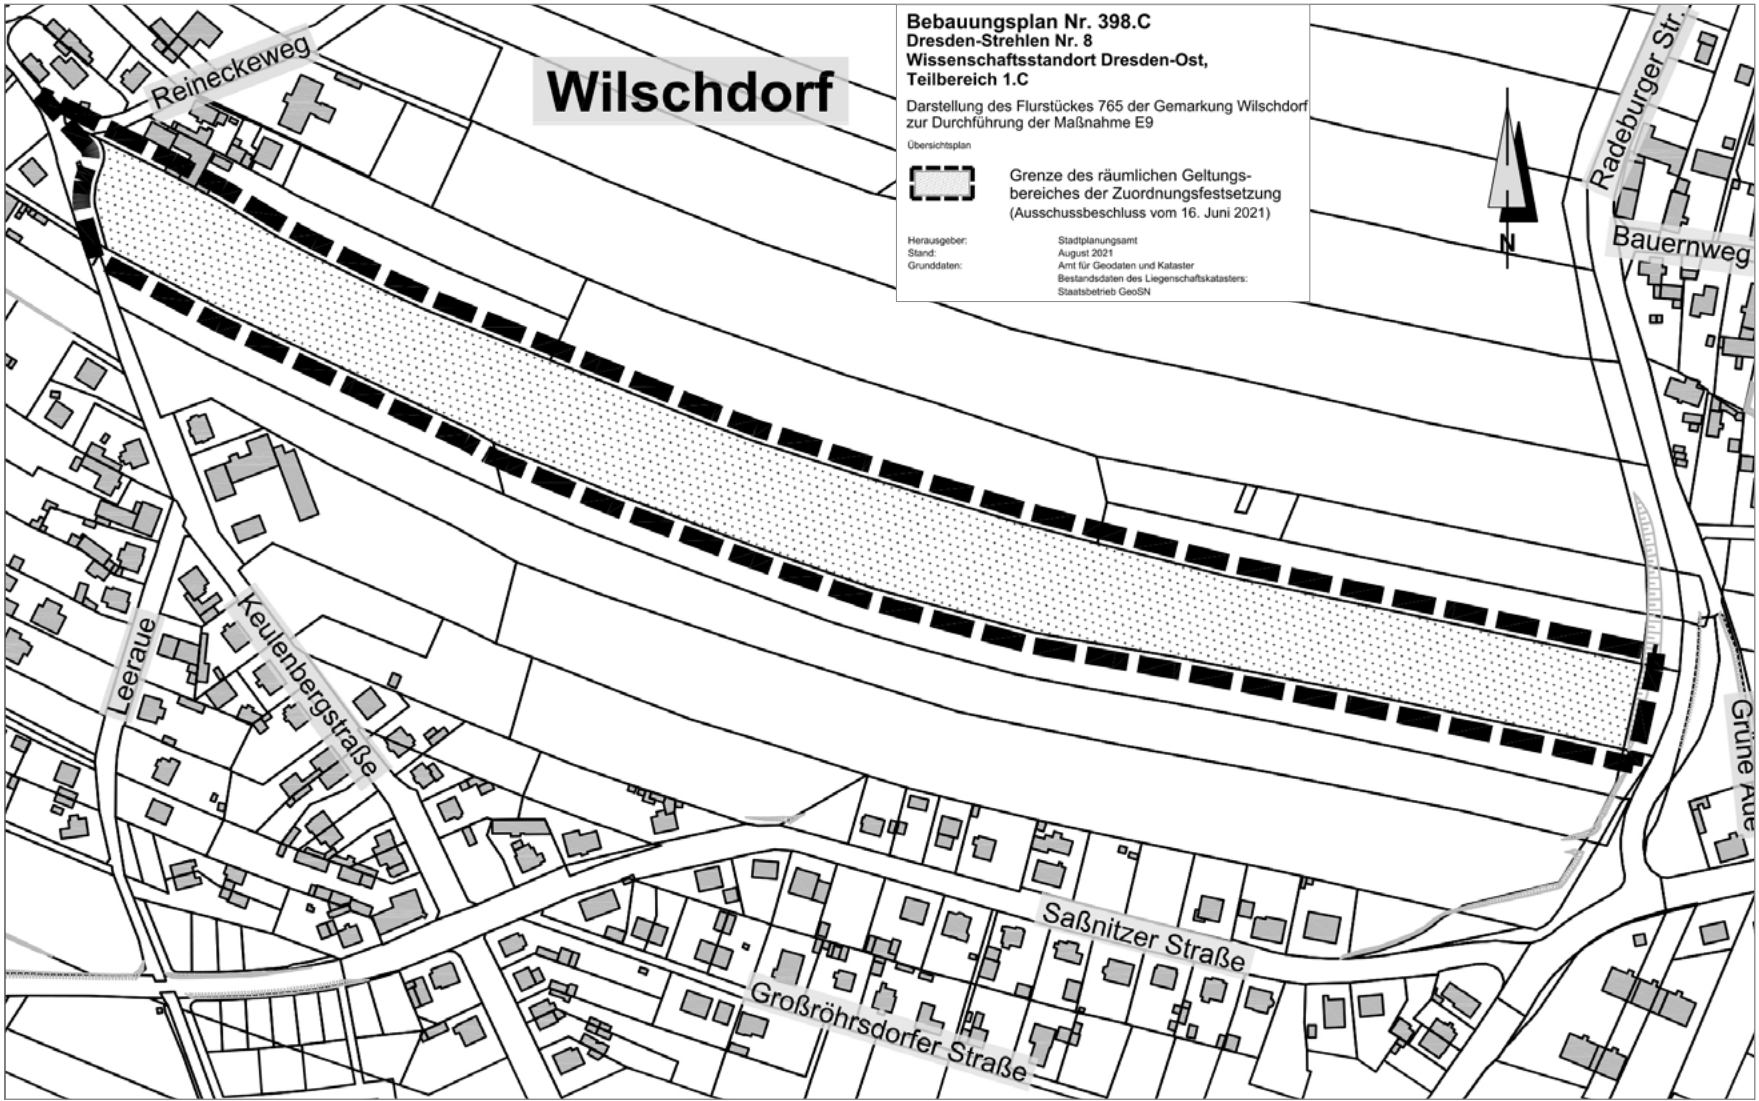 Bebauungsplan Nr. 398.C
Dresden-Strehlen Nr. 8
Wissenschaftsstandort Dresden-Ost,
Teilbereich 1.C
Darstellung des Flurstückes 765 der Gemarkung Wilschdorf
zur Durchführung der Maßnahme E9
Übersichtsplan
Grenze des räumlichen Geltungs-
bereiches der Zuordnungsfestsetzung
(Ausschussbeschluss vom 16. Juni 2021)
Herausgeber: Stadtplanungsamt
Stand: August 2021
Grunddaten: Amt für Geodaten und Kataster
Bestandsdaten des Liegenschaftskatasters:
Staatsbetrieb GeoSN
Wilschdorf
Reineckeweg
Radeburger Str.
N
Bauernweg
Leeraue
Keulenbergstraße
Grüne Aue
Saßnitzer Straße
Großröhrsdorfer Straße